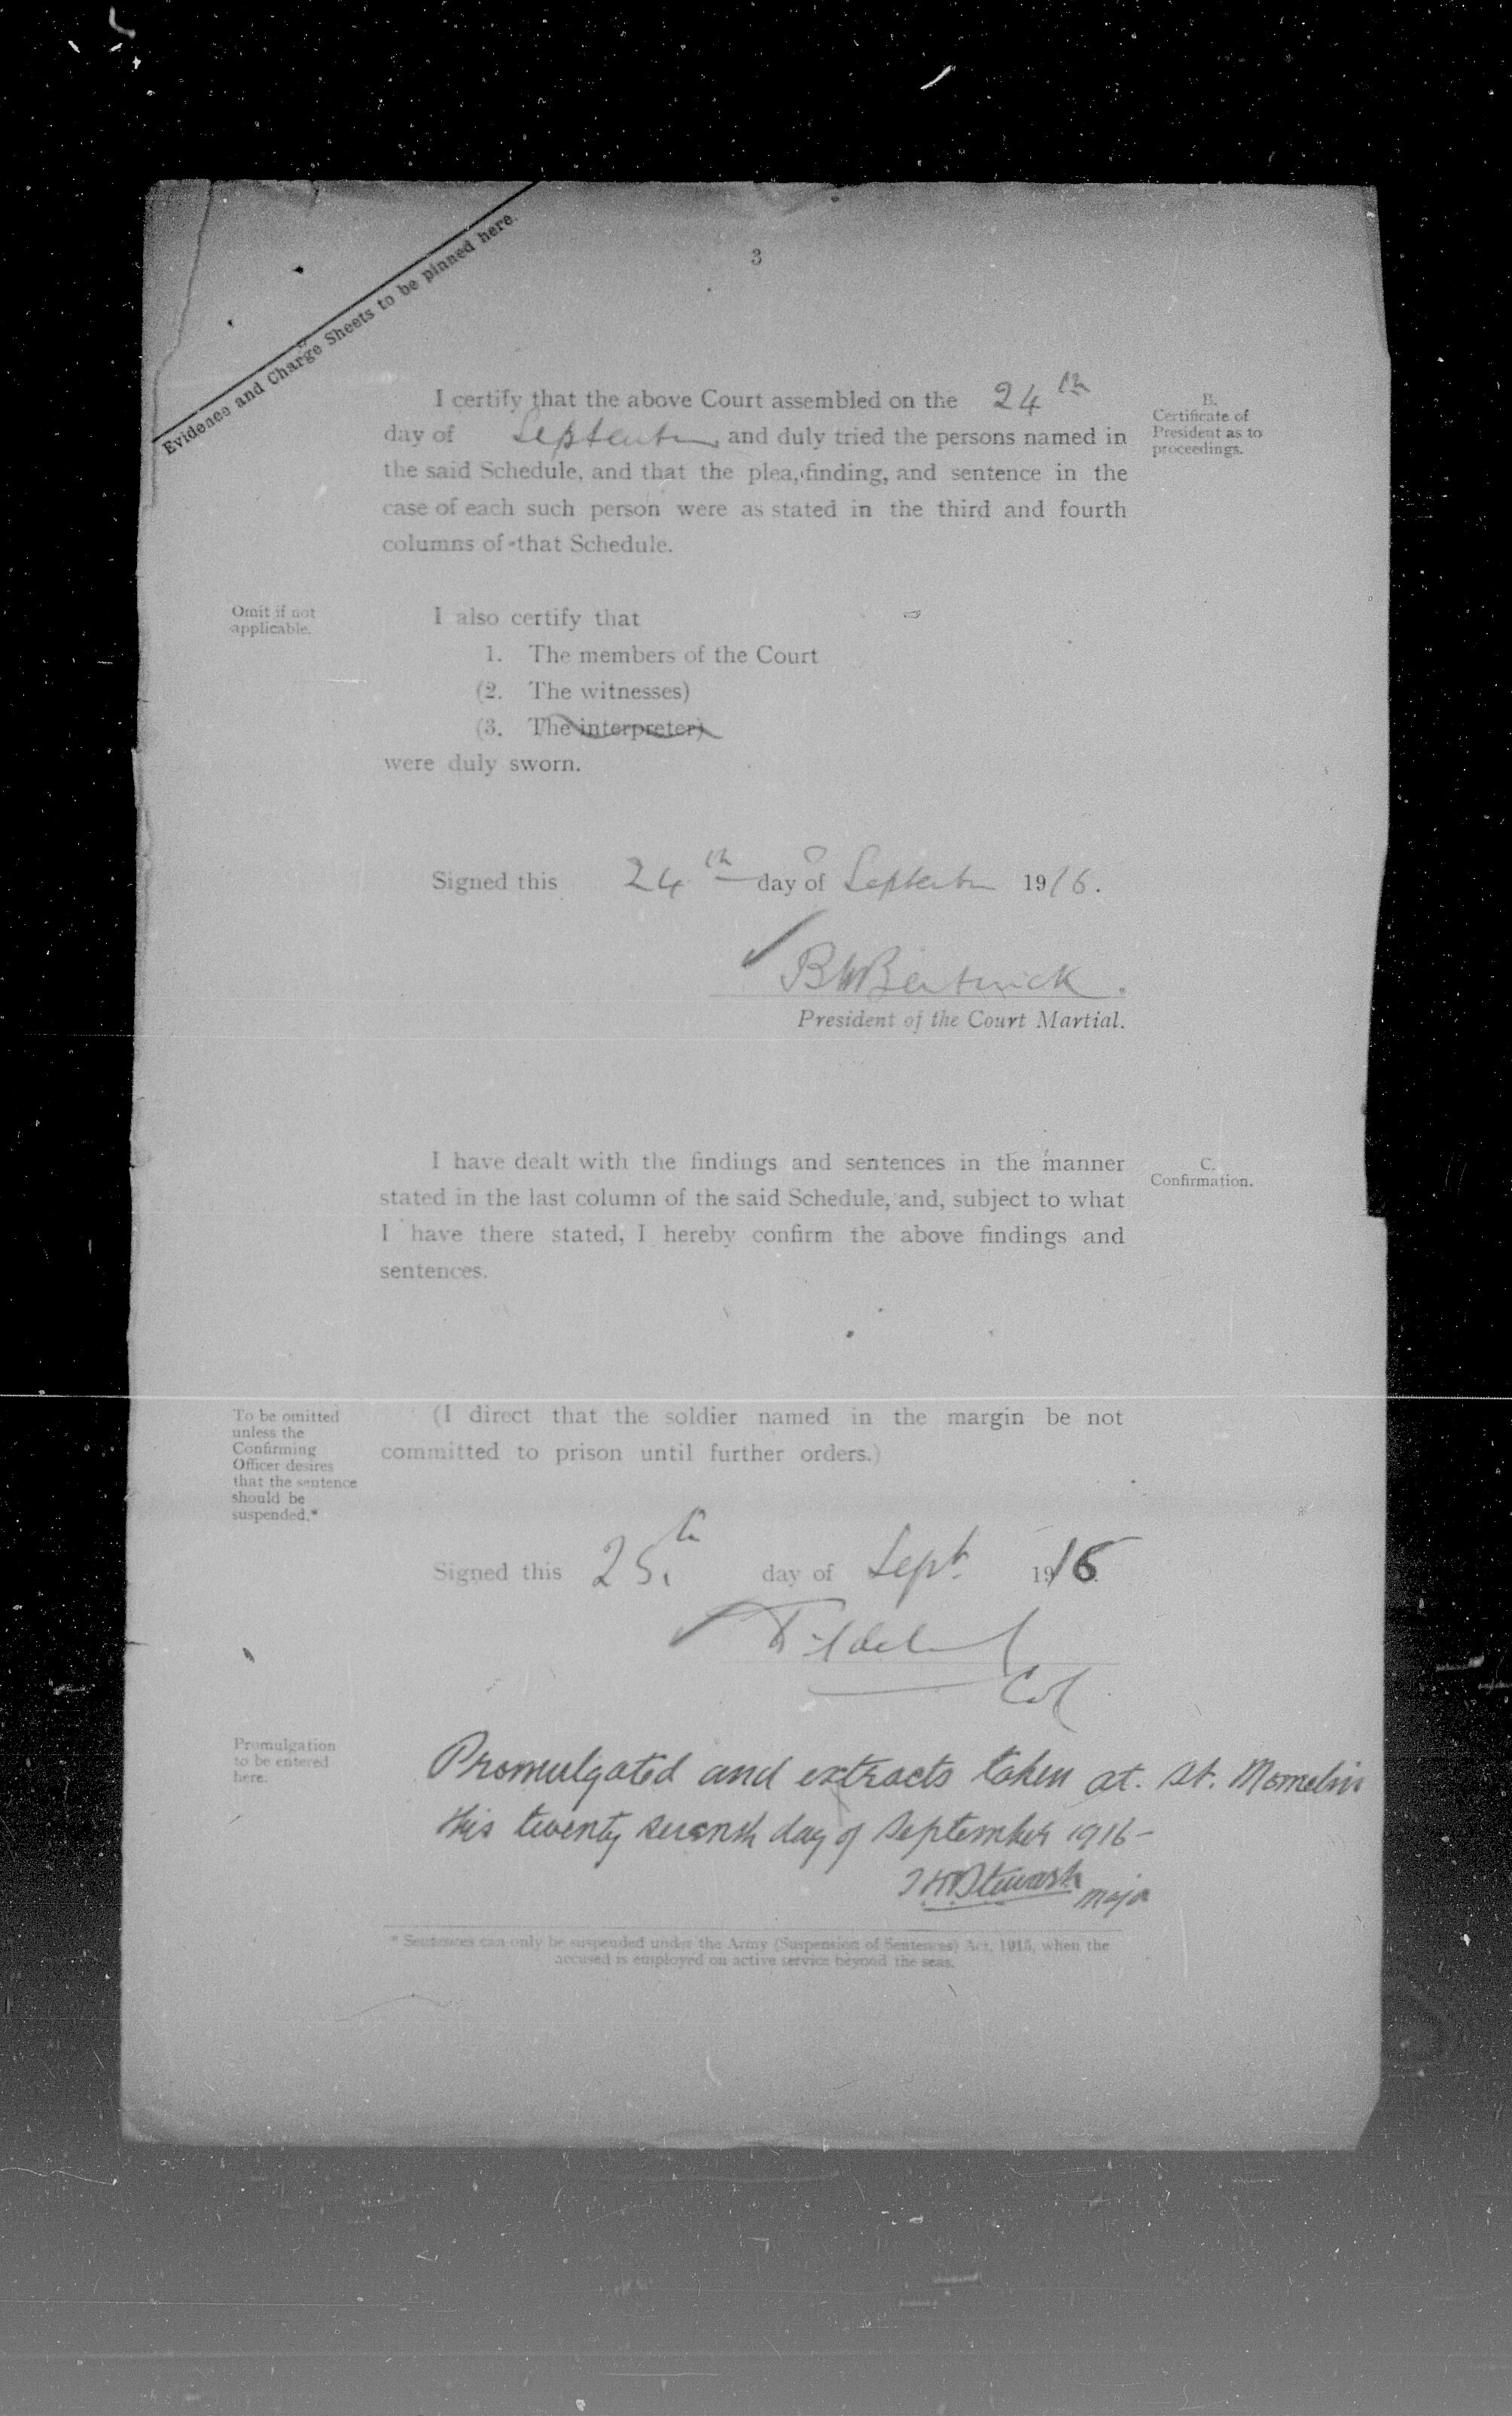 Evidence and Charge Sheets to be pinned here.
3
I certify that the above Court assembled on the 24th
day of September and duly tried the persons named in
the said Schedule, and that the plea, finding, and sentence in the
case of each such person were as stated in the third and fourth
columns of that Schedule.
B.
Certificate of
President as to
proceedings.
Omit if not
applicable.
I also certify that
1. The members of the Court
(2. The witnesses)
(3. The interpreter)
were duly sworn.
Signed this 24th day of September 1916.
President of the Court Martial.
I have dealt with the findings and sentences in the manner
stated in the last column of the said Schedule, and, subject to what
I have there stated, I hereby confirm the above findings and
sentences.
C.
Confirmation.
To be omitted
unless the
Confirming
Officer desires
that the sentence
should be
suspended.*
(I direct that the soldier named in the margin be not
committed to prison until further orders.)
Signed this 25th day of Sept. 1916
Col
Promulgation
to be entered
here.
Promulgated and extracts taken at. St. Momelin
this twenty seventh day of September 1916 -
Stewart Major
* Sentences can only be suspended under the Army (Suspension of Sentences) Act, 1915, when the
accused is employed on active service beyond the seas.